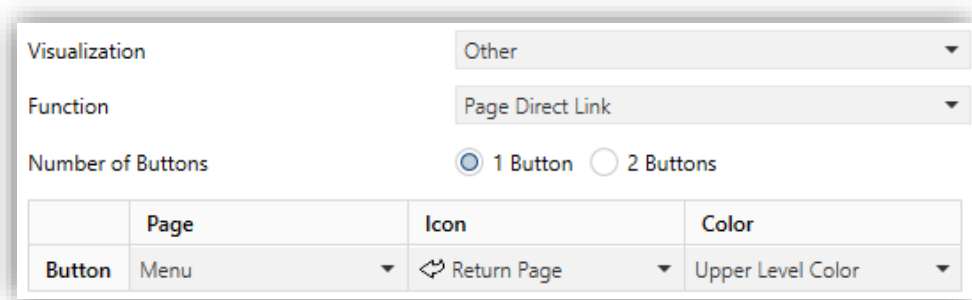 Visualization Other
Function Page Direct Link
Number of Buttons 1 Button 2 Buttons
Page Icon Color
Button Menu Return Page Upper Level Color